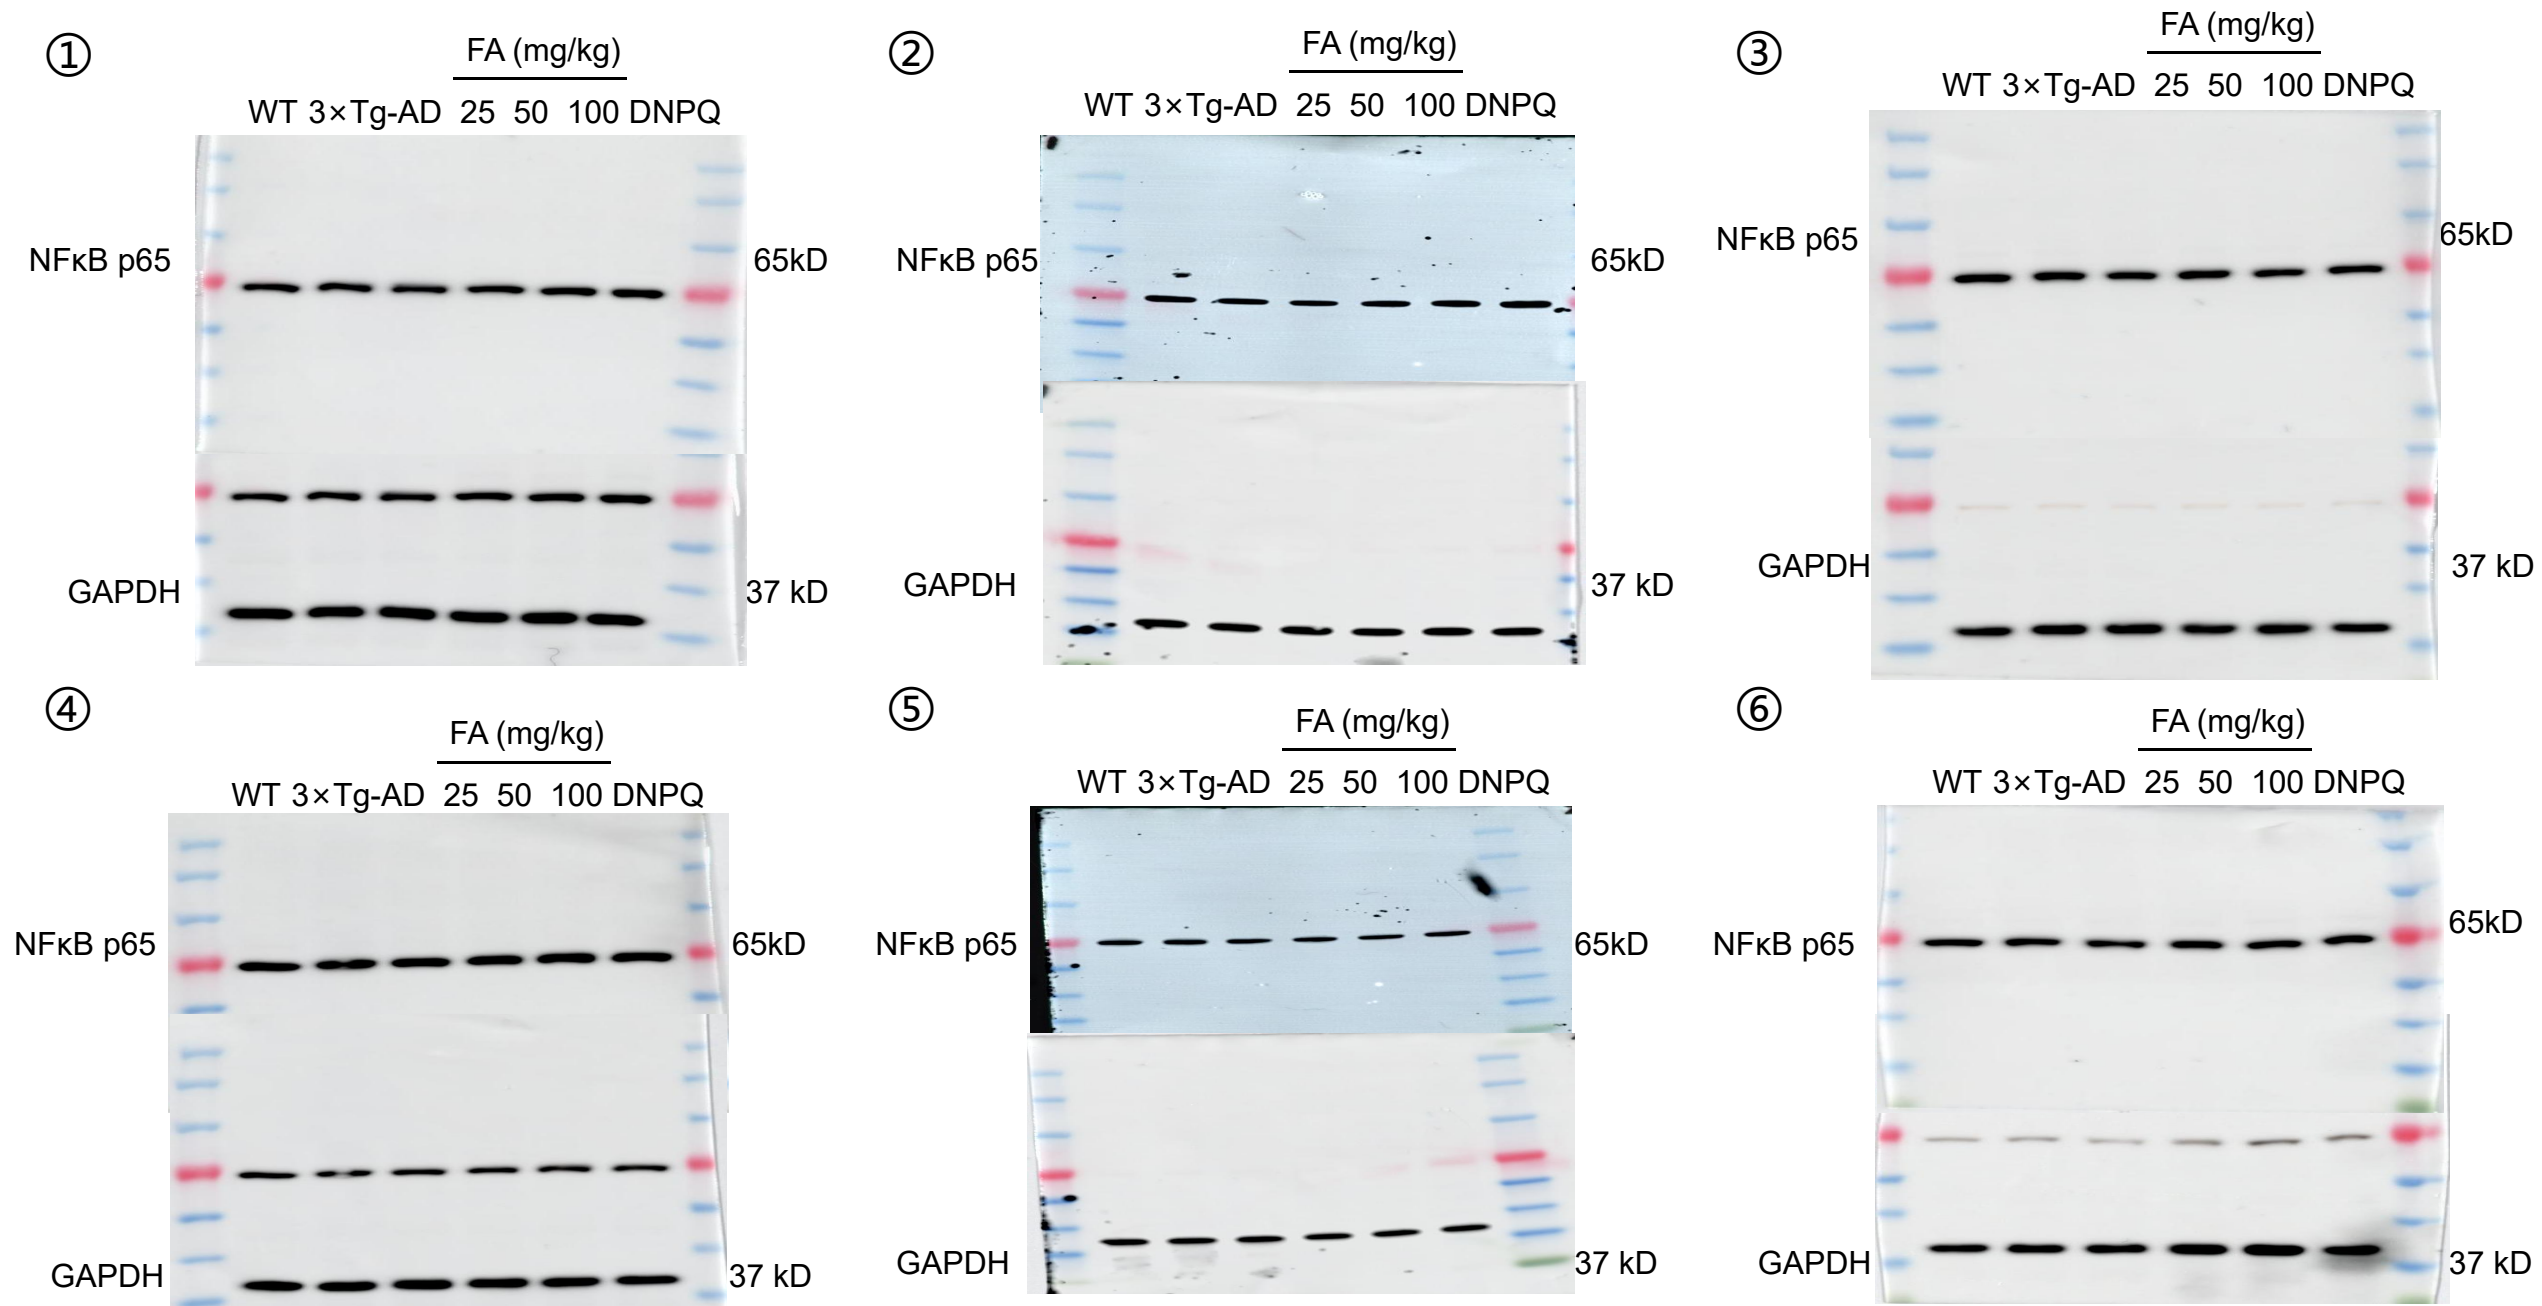 ①
FA (mg/kg)
WT 3×Tg-AD 25 50 100 DNPQ
NFκB p65
65kD
GAPDH
37 kD
②
FA (mg/kg)
WT 3×Tg-AD 25 50 100 DNPQ
NFκB p65
65kD
GAPDH
37 kD
③
FA (mg/kg)
WT 3×Tg-AD 25 50 100 DNPQ
NFκB p65
65kD
GAPDH
37 kD
④
FA (mg/kg)
WT 3×Tg-AD 25 50 100 DNPQ
NFκB p65
65kD
GAPDH
37 kD
⑤
FA (mg/kg)
WT 3×Tg-AD 25 50 100 DNPQ
NFκB p65
65kD
GAPDH
37 kD
⑥
FA (mg/kg)
WT 3×Tg-AD 25 50 100 DNPQ
NFκB p65
65kD
GAPDH
37 kD